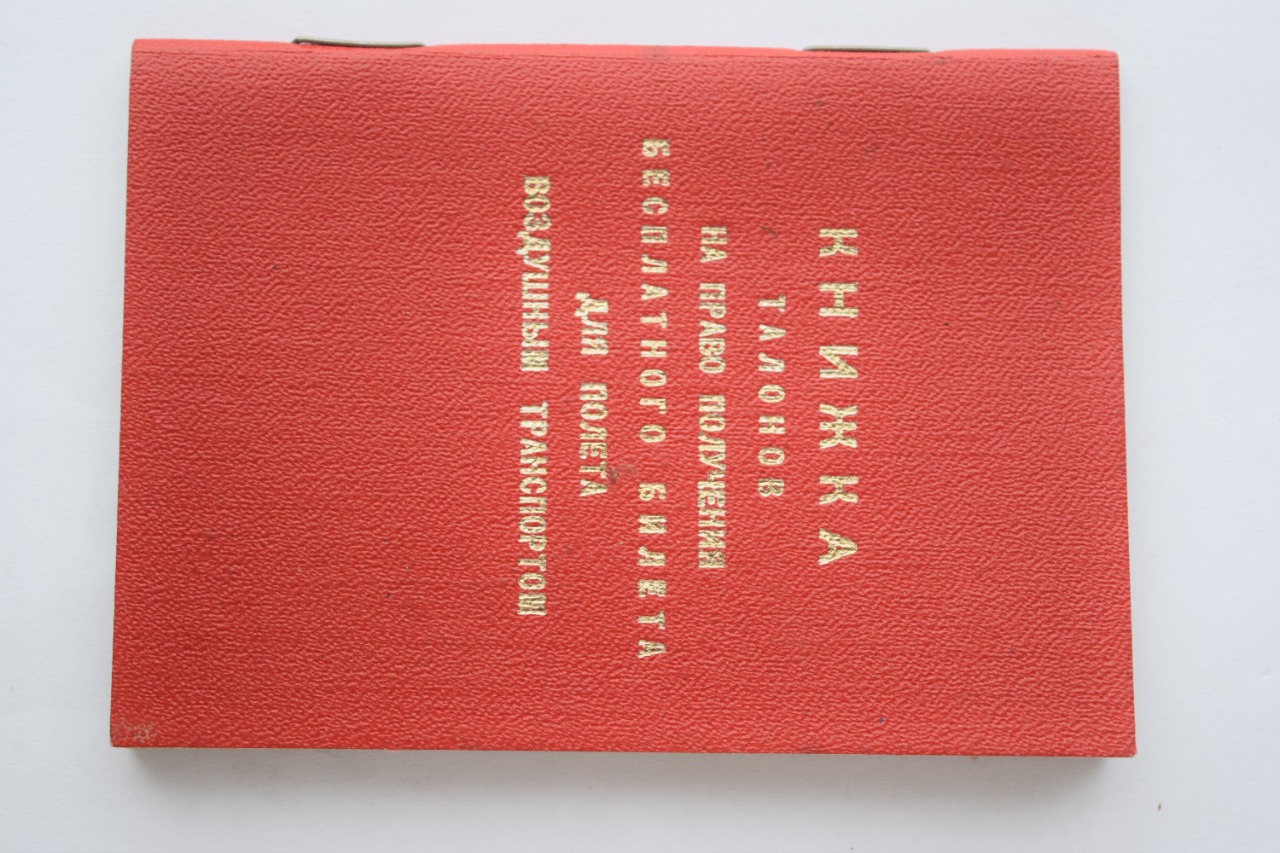 КНИЖКА
ТАЛОНОВ
НА ПРАВО ПОЛУЧЕНИЯ
БЕСПЛАТНОГО БИЛЕТА
ДЛЯ ПОЛЕТА
ВОЗДУШНЫМ ТРАНСПОРТОМ